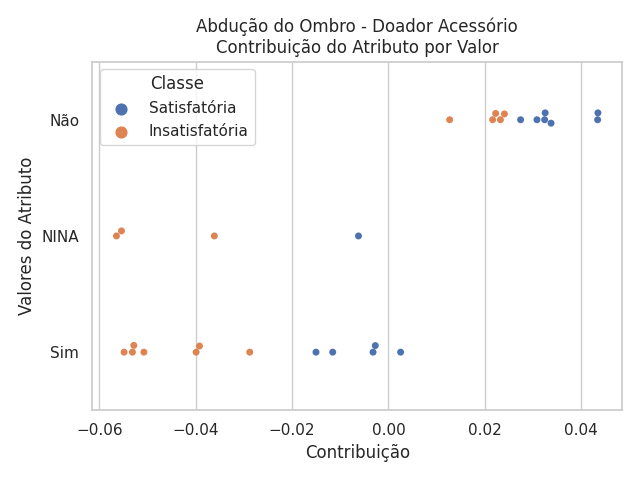 Abdução do Ombro - Doador Acessório
Contribuição do Atributo por Valor
Classe
Satisfatória
Insatisfatória
Valores do Atributo
Não
NINA
Sim
−0.06
−0.04
−0.02
0.00
0.02
0.04
Contribuição